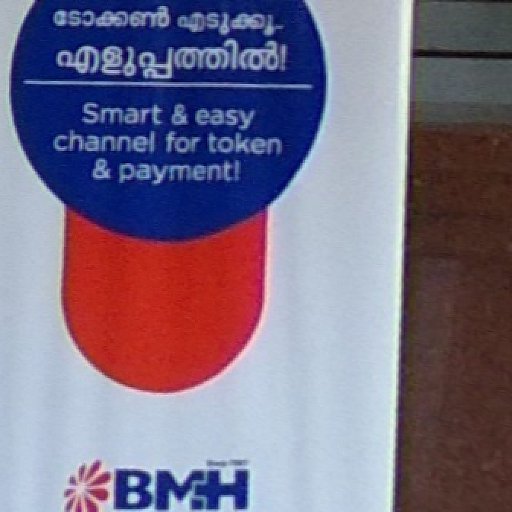 ടോക്കൺ എടുക്കൂ..
എളുപ്പത്തിൽ!
Smart & easy
channel for token
& payment!
BMH